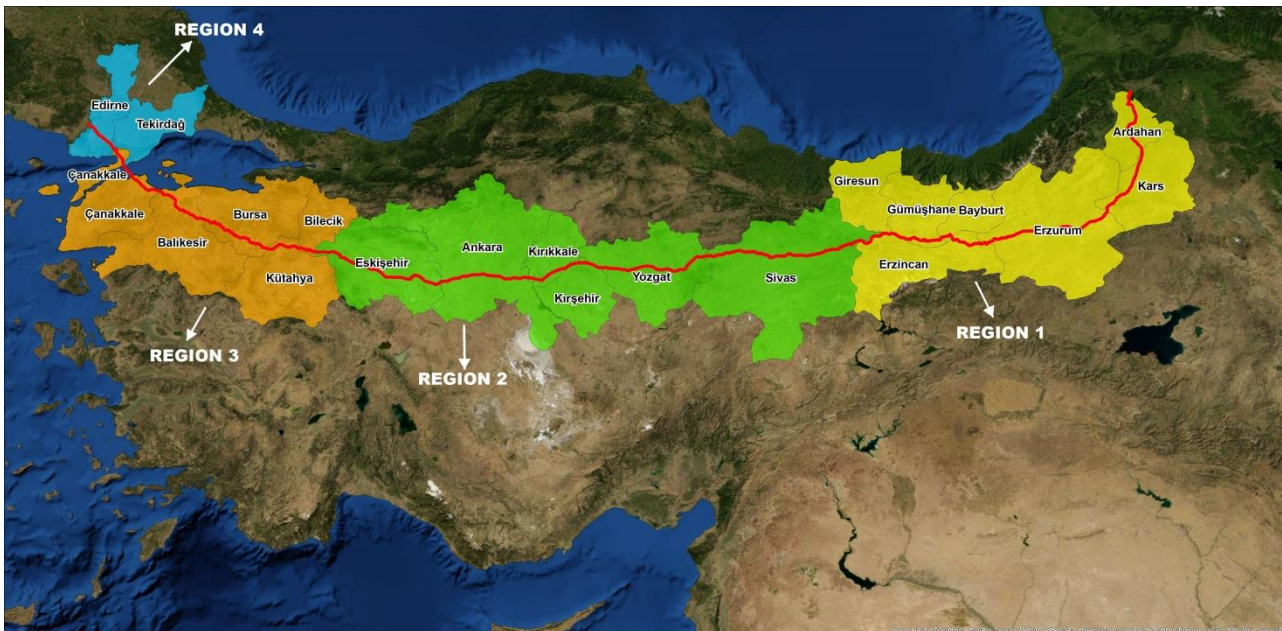 REGION 4
Edirne
Tekirdağ
Ardahan
Çanakkale
Giresun
Kars
Çanakkale
Bursa
Bilecik
Gümüşhane
Bayburt
Balıkesir
Ankara
Kırıkkale
Erzurum
Eskişehir
Erzincan
Kütahya
Yozgat
Sivas
Kırşehir
REGION 1
REGION 3
REGION 2